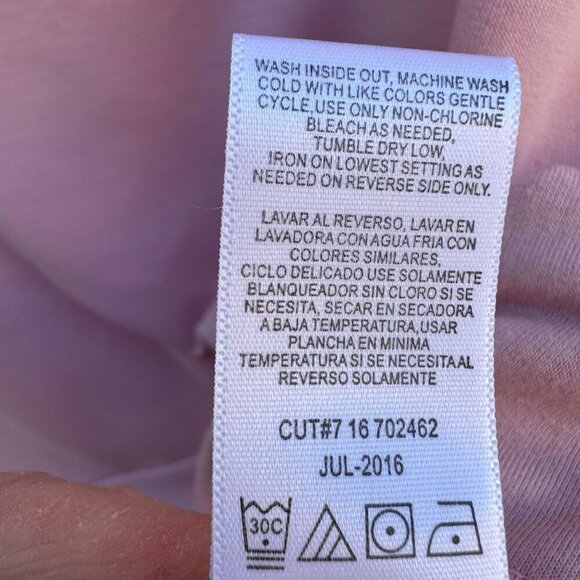 WASH INSIDE OUT, MACHINE WASH
COLD WITH LIKE COLORS GENTLE
CYCLE,USE ONLY NON-CHLORINE
BLEACH AS NEEDED,
TUMBLE DRY LOW,
IRON ON LOWEST SETTING AS
NEEDED ON REVERSE SIDE ONLY.
LAVAR AL REVERSO, LAVAR EN
LAVADORA CON AGUA FRIA CON
COLORES SIMILARES,
CICLO DELICADO USE SOLAMENTE
BLANQUEADOR SIN CLORO SI SE
NECESITA, SECAR EN SECADORA
A BAJA TEMPERATURA,USAR
PLANCHA EN MINIMA
TEMPERATURA SI SE NECESITA AL
REVERSO SOLAMENTE
CUT#7 16 702462
JUL-2016
30C